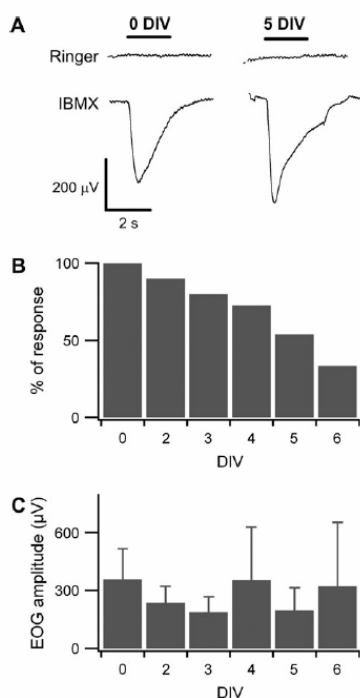 A
0 DIV 5 DIV
Ringer
IBMX
200 µV
2 s
B
100
50
0
% of response
0 2 3 4 5 6
DIV
C
600
300
0
EOG amplitude (µV)
0 2 3 4 5 6
DIV